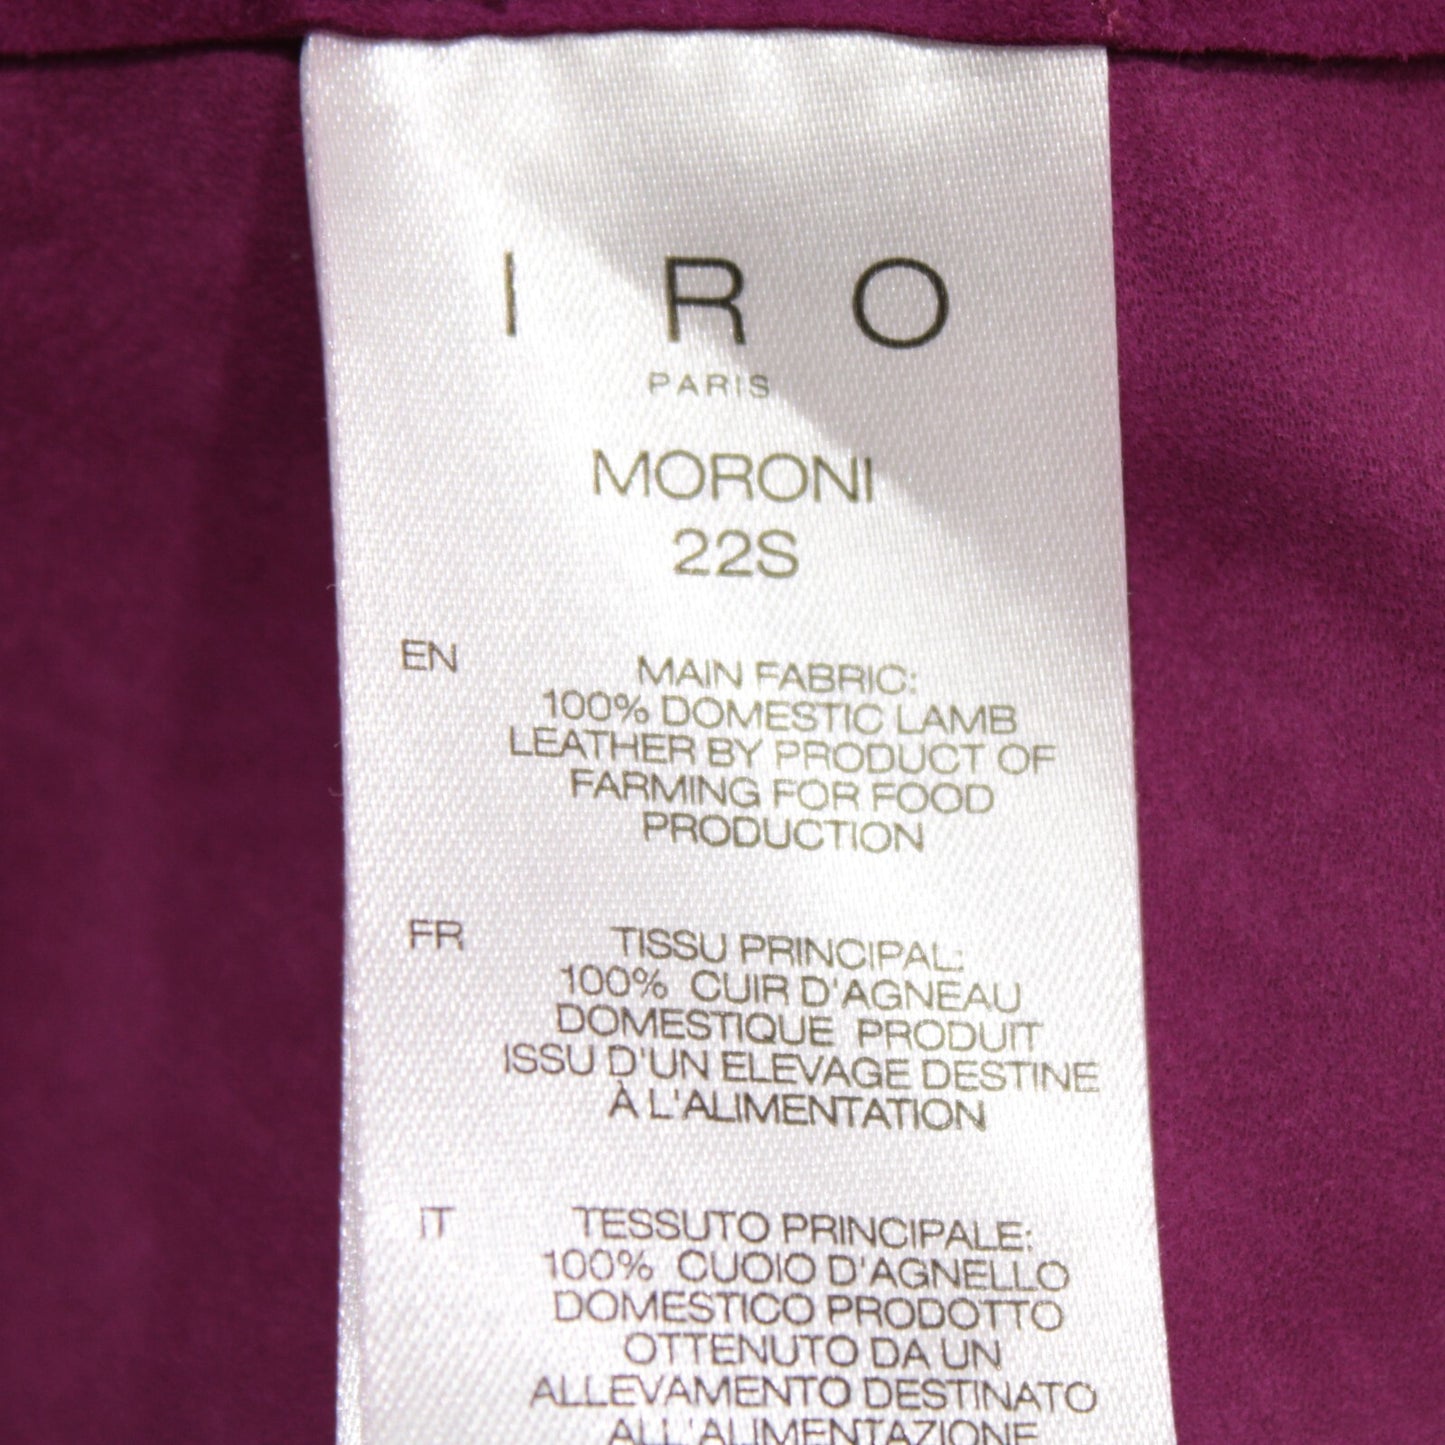 I R O
PARIS
MORONI
22S
EN MAIN FABRIC:
100% DOMESTIC LAMB
LEATHER BY PRODUCT OF
FARMING FOR FOOD
PRODUCTION
FR TISSU PRINCIPAL:
100% CUIR D'AGNEAU
DOMESTIQUE PRODUIT
ISSU D'UN ELEVAGE DESTINE
À L'ALIMENTATION
IT TESSUTO PRINCIPALE:
100% CUOIO D'AGNELLO
DOMESTICO PRODOTTO
OTTENUTO DA UN
ALLEVAMENTO DESTINATO
ALL'ALIMENTAZIONE